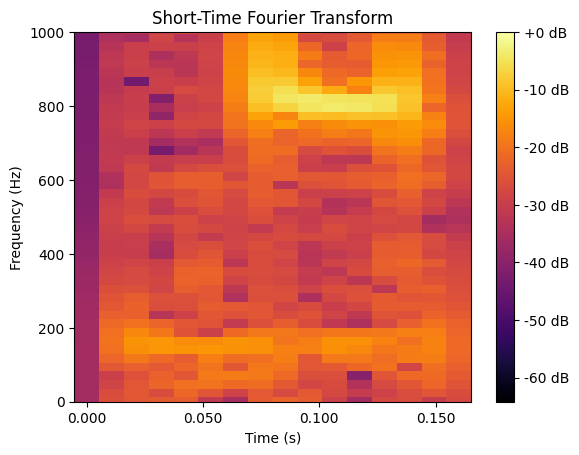 Short-Time Fourier Transform
1000
800
600
400
200
0
Frequency (Hz)
0.000
0.050
0.100
0.150
Time (s)
+0 dB
-10 dB
-20 dB
-30 dB
-40 dB
-50 dB
-60 dB